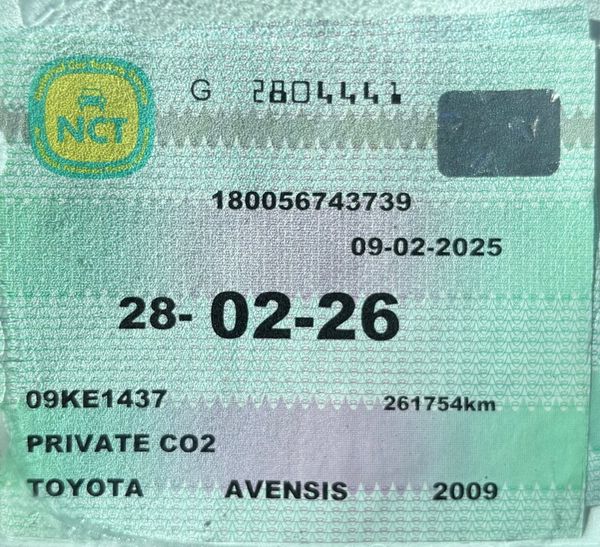 NCT
G 2804441
180056743739
09-02-2025
28- 02-26
09KE1437 261754km
PRIVATE CO2
TOYOTA AVENSIS 2009